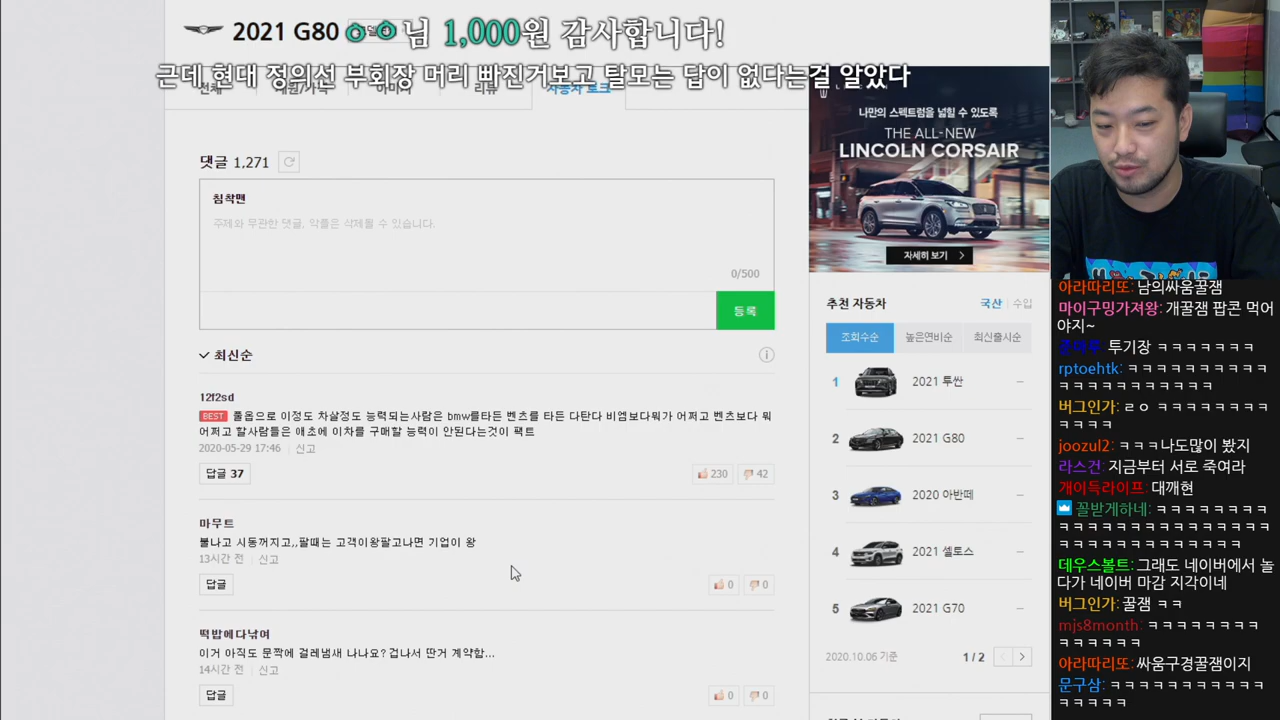 2021 G80
ㅎㅎ님 1,000원 감사합니다!
근데 현대 정의선 부회장 머리 빠진거보고 탈모는 답이 없다는걸 알았다
댓글 1,271
침착맨
주제와 무관한 댓글, 악플은 삭제될 수 있습니다.
0/500
등록
최신순
12f2sd
BEST 풀옵으로 이정도 차살정도 능력되는사람은 bmw를타든 벤츠를 타든 다탄다 비엠보다뭐가 어쩌고 벤츠보다 뭐
어쩌고 할사람들은 애초에 이차를 구매할 능력이 안된다는것이 팩트
2020-05-29 17:46 신고
답글 37
230 42
마무트
불나고 시동꺼지고,,팔때는 고객이왕팔고나면 기업이 왕
13시간 전 신고
답글
0 0
떡밥에다낚여
이거 아직도 문짝에 걸레냄새 나나요? 겁나서 딴거 계약함...
14시간 전 신고
답글
0 0
나만의 스펙트럼을 넓힐 수 있도록
THE ALL-NEW
LINCOLN CORSAIR
자세히 보기
추천 자동차 국산 수입
조회수순 높은연비순 최신출시순
1 2021 투싼 –
2 2021 G80 –
3 2020 아반떼 –
4 2021 셀토스 –
5 2021 G70 –
2020.10.06 기준 1 / 2
아라따리또: 남의싸움꿀잼
마이구밍가져왕: 개꿀잼 팝콘 먹어
야지~
투기장 ㅋㅋㅋㅋㅋㅋㅋ
rptoehtk: ㅋㅋㅋㅋㅋㅋㅋㅋㅋㅋ
ㅋㅋㅋㅋㅋㅋㅋㅋㅋㅋㅋ
버그인가: ㄹㅇ ㅋㅋㅋㅋㅋㅋㅋㅋ
ㅋㅋㅋㅋ
joozul2: ㅋㅋㅋ나도많이 봤지
라스건: 지금부터 서로 죽여라
개이득라이프: 대깨현
꼴받게하네: ㅋㅋㅋㅋㅋㅋㅋㅋ
ㅋㅋㅋㅋㅋㅋㅋㅋㅋㅋㅋㅋㅋㅋㅋ
ㅋㅋㅋㅋㅋㅋㅋㅋㅋㅋㅋㅋㅋ
데우스볼트: 그래도 네이버에서 놀
다가 네이버 마감 지각이네
버그인가: 꿀잼 ㅋㅋ
mjs8month: ㅋㅋㅋㅋㅋㅋㅋㅋ
ㅋㅋㅋㅋㅋㅋ
아라따리또: 싸움구경꿀잼이지
문구삼: ㅋㅋㅋㅋㅋㅋㅋㅋㅋㅋㅋ
ㅋㅋㅋㅋㅋ